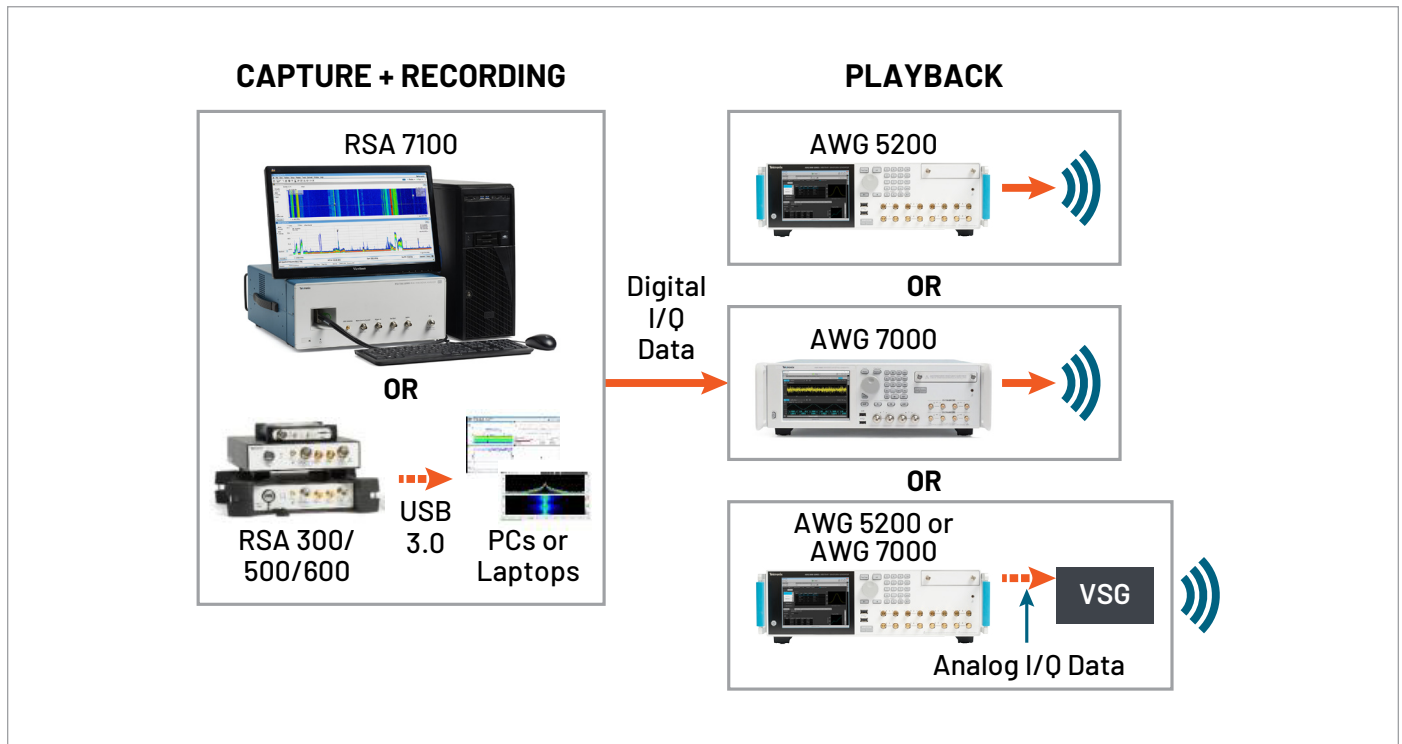 CAPTURE + RECORDING
RSA 7100
OR
RSA 300/
500/600
USB
3.0
PCs or
Laptops
Digital
I/Q
Data
PLAYBACK
AWG 5200
OR
AWG 7000
OR
AWG 5200 or
AWG 7000
VSG
Analog I/Q Data